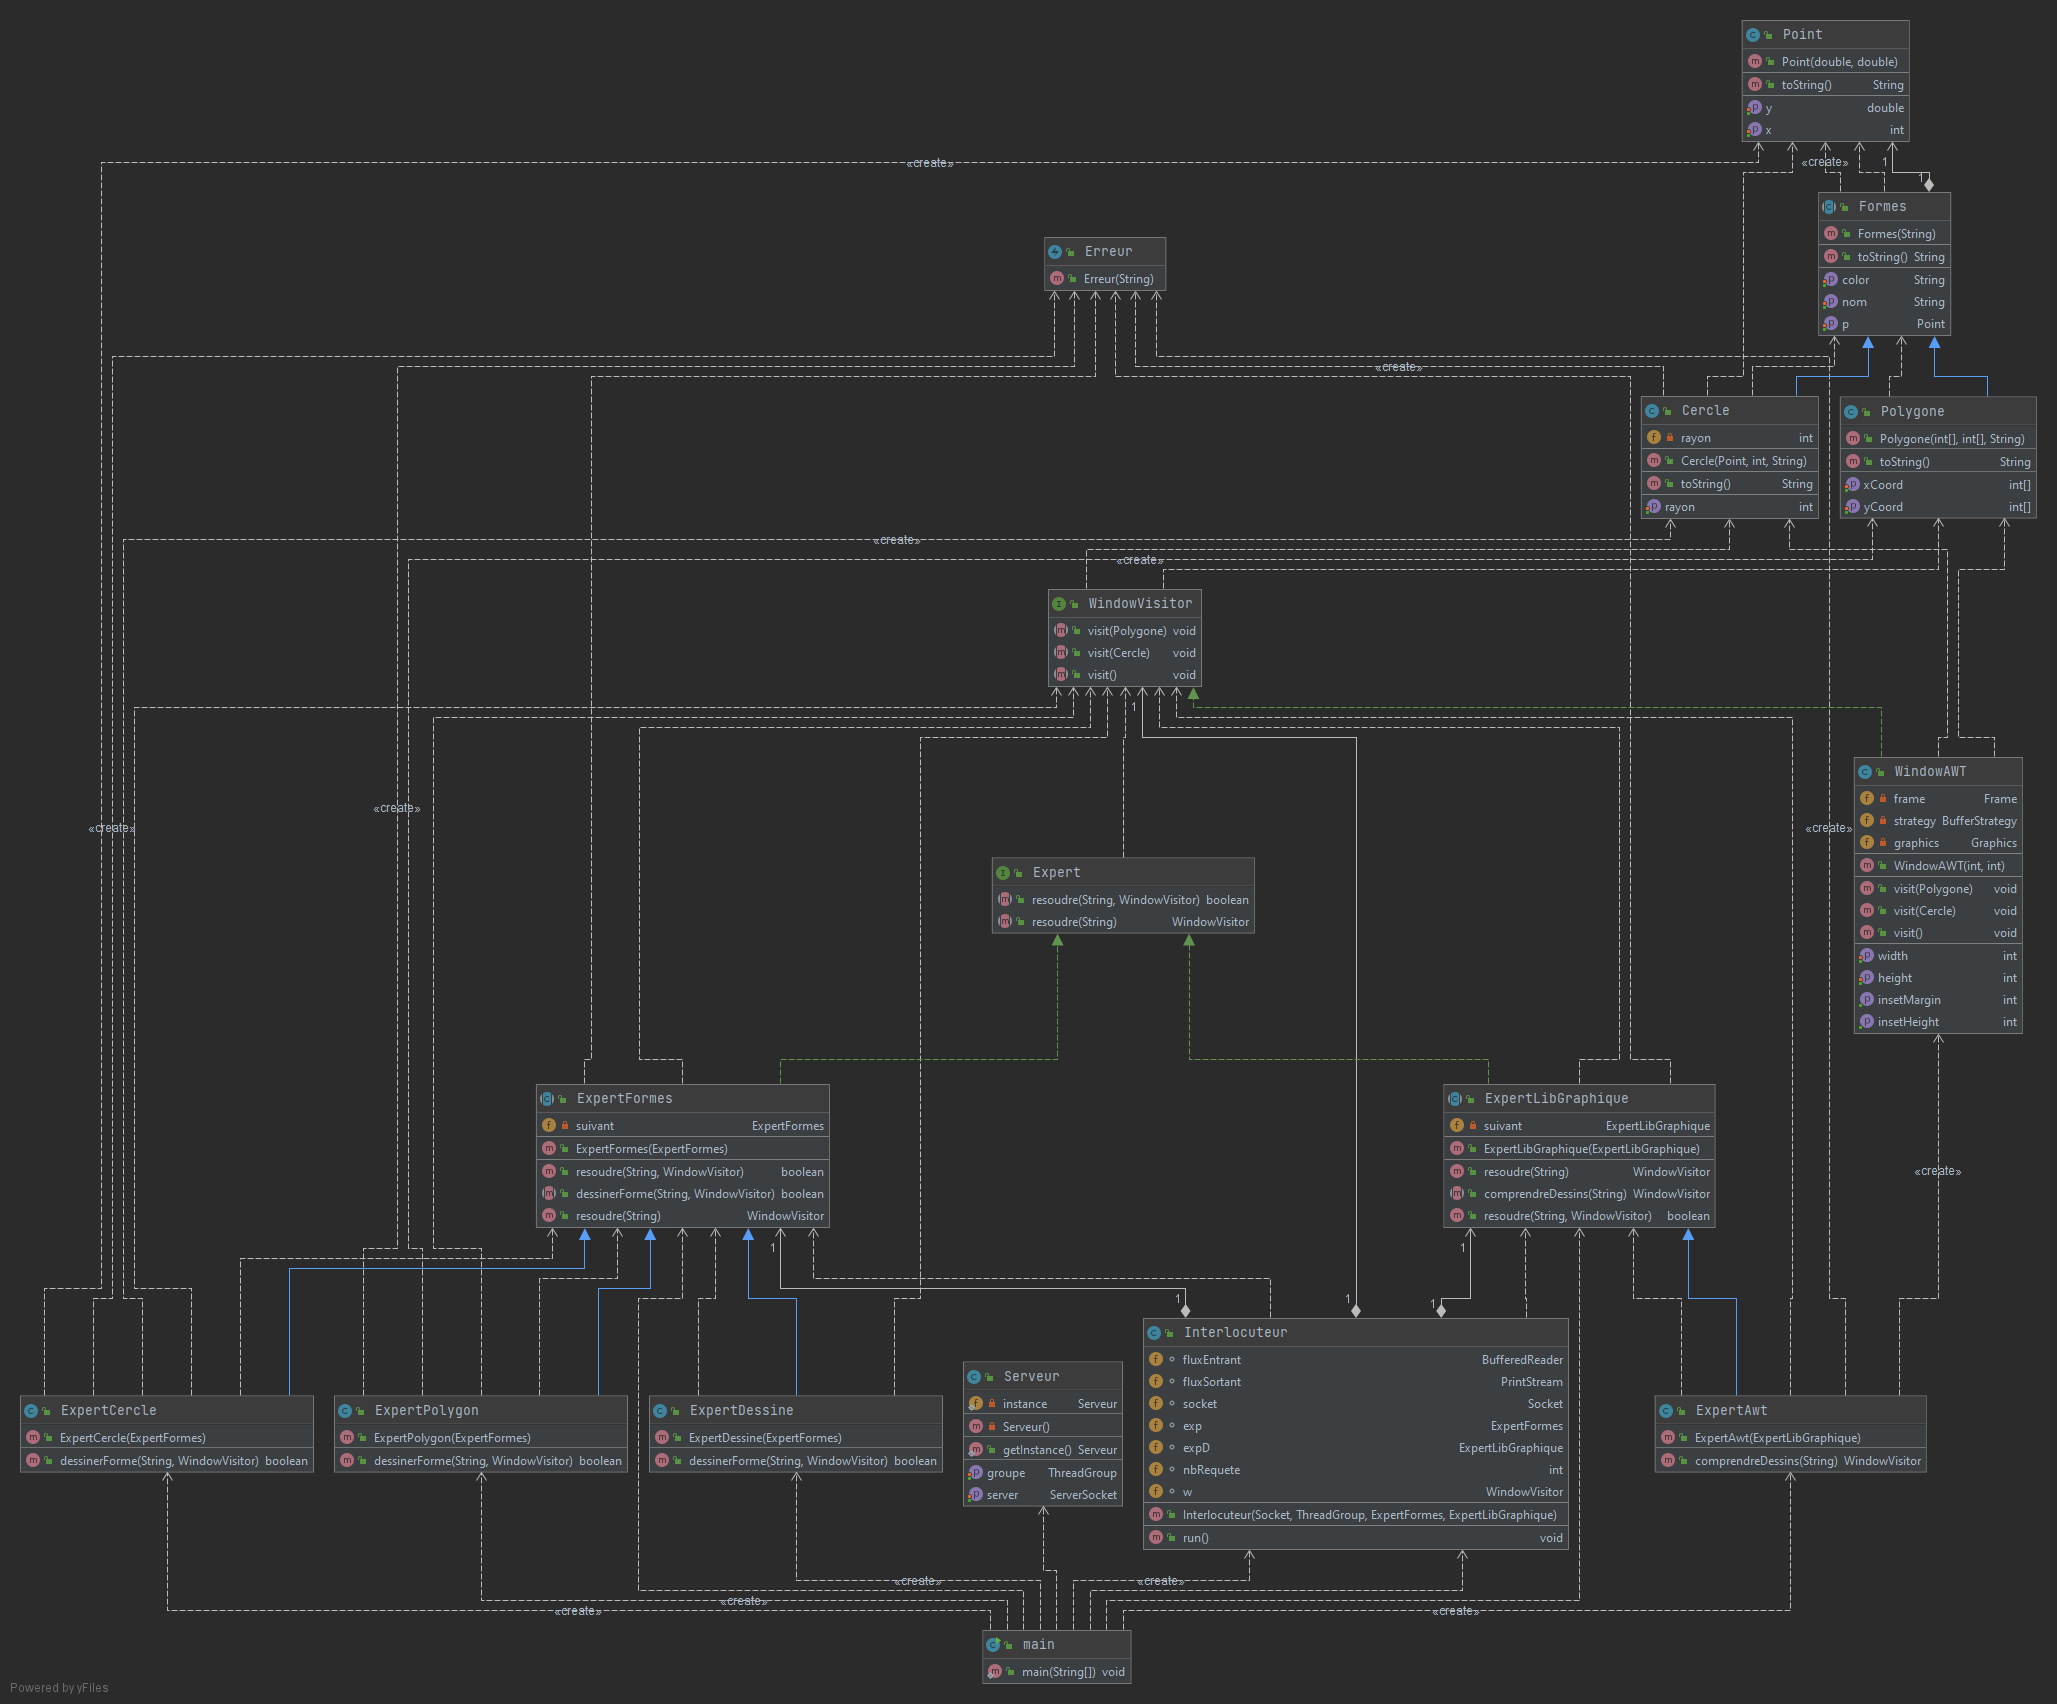 Point
Point(double, double)
toString() String
y double
x int
«create»
«create»
1
1
Formes
Formes(String)
toString() String
color String
nom String
p Point
Erreur
Erreur(String)
«create»
Cercle
rayon int
Cercle(Point, int, String)
toString() String
rayon int
Polygone
Polygone(int[], int[], String)
toString() String
xCoord int[]
yCoord int[]
«create»
«create»
WindowVisitor
visit(Polygone) void
visit(Cercle) void
visit() void
1
WindowAWT
frame Frame
strategy BufferStrategy
graphics Graphics
WindowAWT(int, int)
visit(Polygone) void
visit(Cercle) void
visit() void
width int
height int
insetMargin int
insetHeight int
«create»
«create»
«create»
Expert
resoudre(String, WindowVisitor) boolean
resoudre(String) WindowVisitor
ExpertFormes
suivant ExpertFormes
ExpertFormes(ExpertFormes)
resoudre(String, WindowVisitor) boolean
dessinerForme(String, WindowVisitor) boolean
resoudre(String) WindowVisitor
ExpertLibGraphique
suivant ExpertLibGraphique
ExpertLibGraphique(ExpertLibGraphique)
resoudre(String) WindowVisitor
comprendreDessins(String) WindowVisitor
resoudre(String, WindowVisitor) boolean
«create»
1
1
1
1
1
ExpertCercle
ExpertCercle(ExpertFormes)
dessinerForme(String, WindowVisitor) boolean
ExpertPolygon
ExpertPolygon(ExpertFormes)
dessinerForme(String, WindowVisitor) boolean
ExpertDessine
ExpertDessine(ExpertFormes)
dessinerForme(String, WindowVisitor) boolean
Serveur
instance Serveur
Serveur()
getInstance() Serveur
groupe ThreadGroup
server ServerSocket
Interlocuteur
fluxEntrant BufferedReader
fluxSortant PrintStream
socket Socket
exp ExpertFormes
expD ExpertLibGraphique
nbRequete int
w WindowVisitor
Interlocuteur(Socket, ThreadGroup, ExpertFormes, ExpertLibGraphique)
run() void
ExpertAwt
ExpertAwt(ExpertLibGraphique)
comprendreDessins(String) WindowVisitor
«create»
«create»
«create»
«create»
«create»
main
main(String[]) void
Powered by yFiles